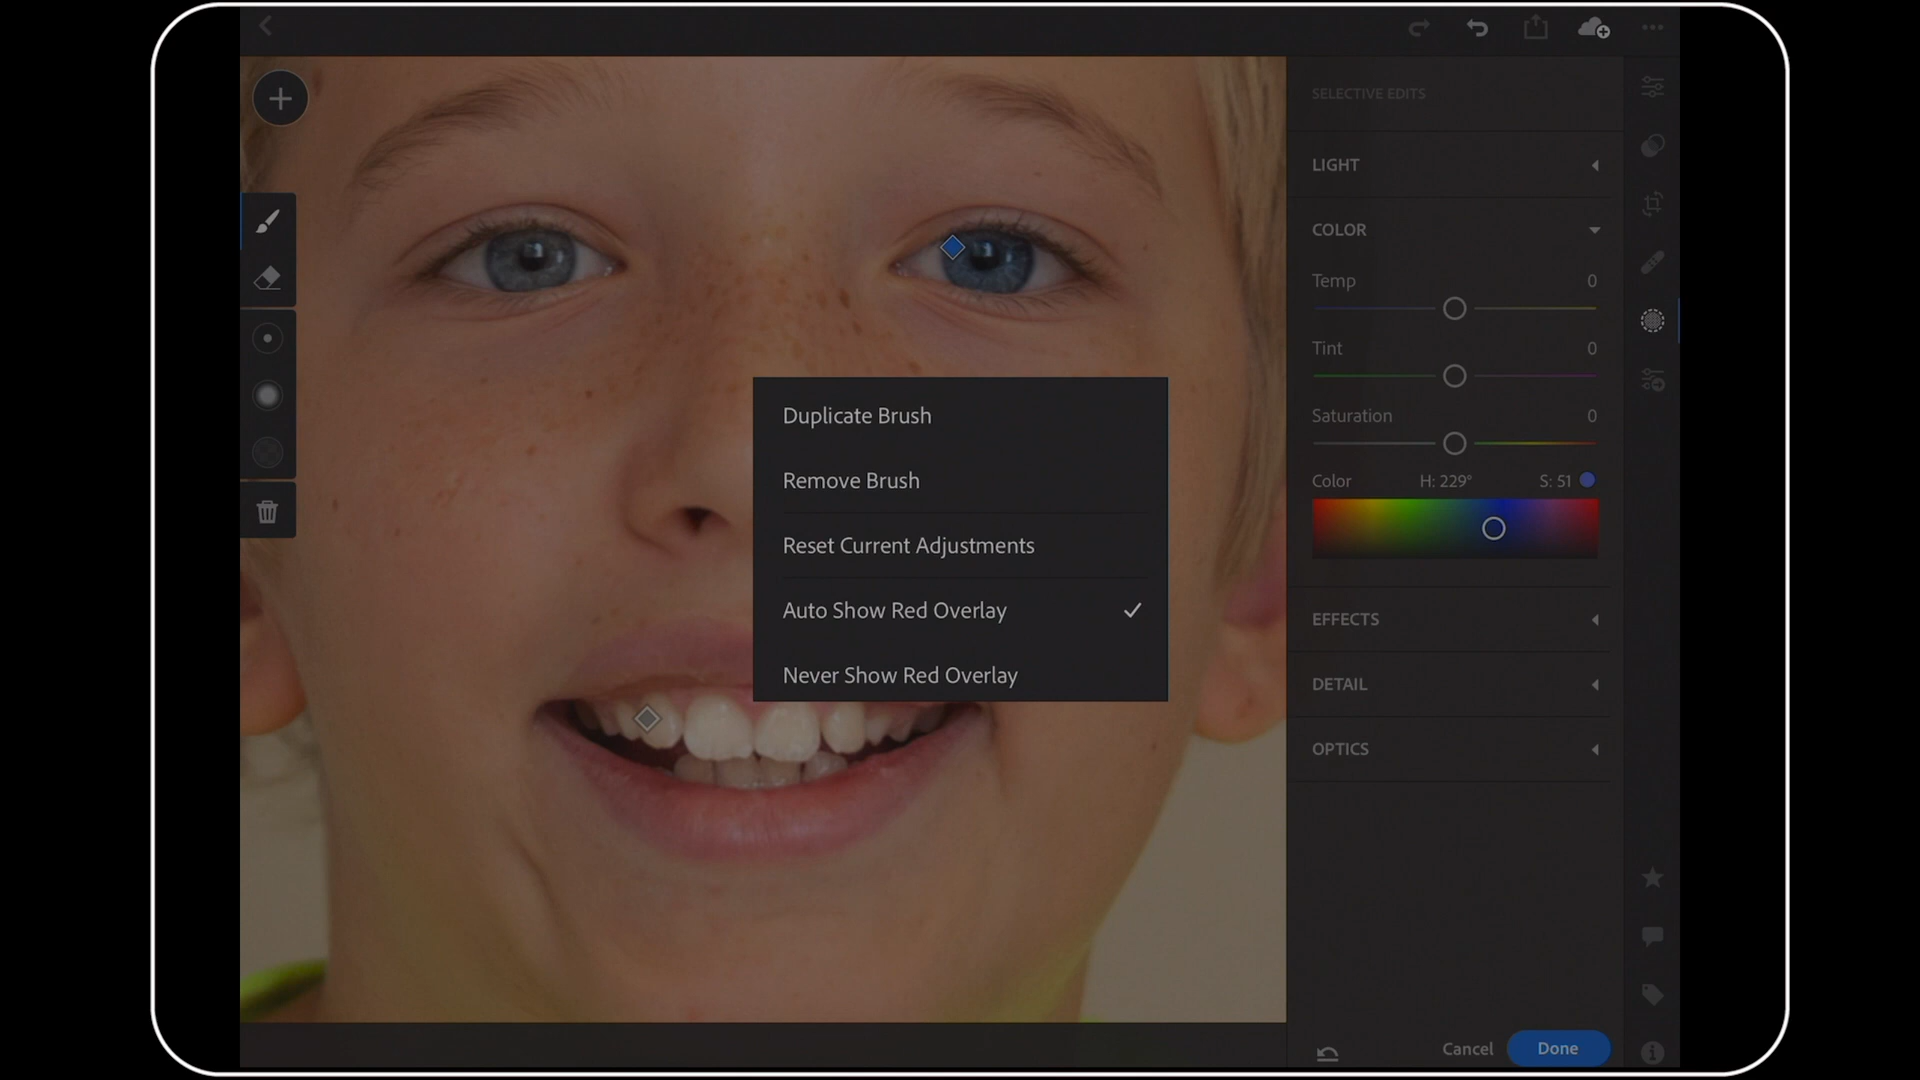 SELECTIVE EDITS
LIGHT
COLOR
Temp 0
Tint 0
Saturation 0
Color H: 229° S: 51
EFFECTS
DETAIL
OPTICS
Duplicate Brush
Remove Brush
Reset Current Adjustments
Auto Show Red Overlay
Never Show Red Overlay
Cancel Done